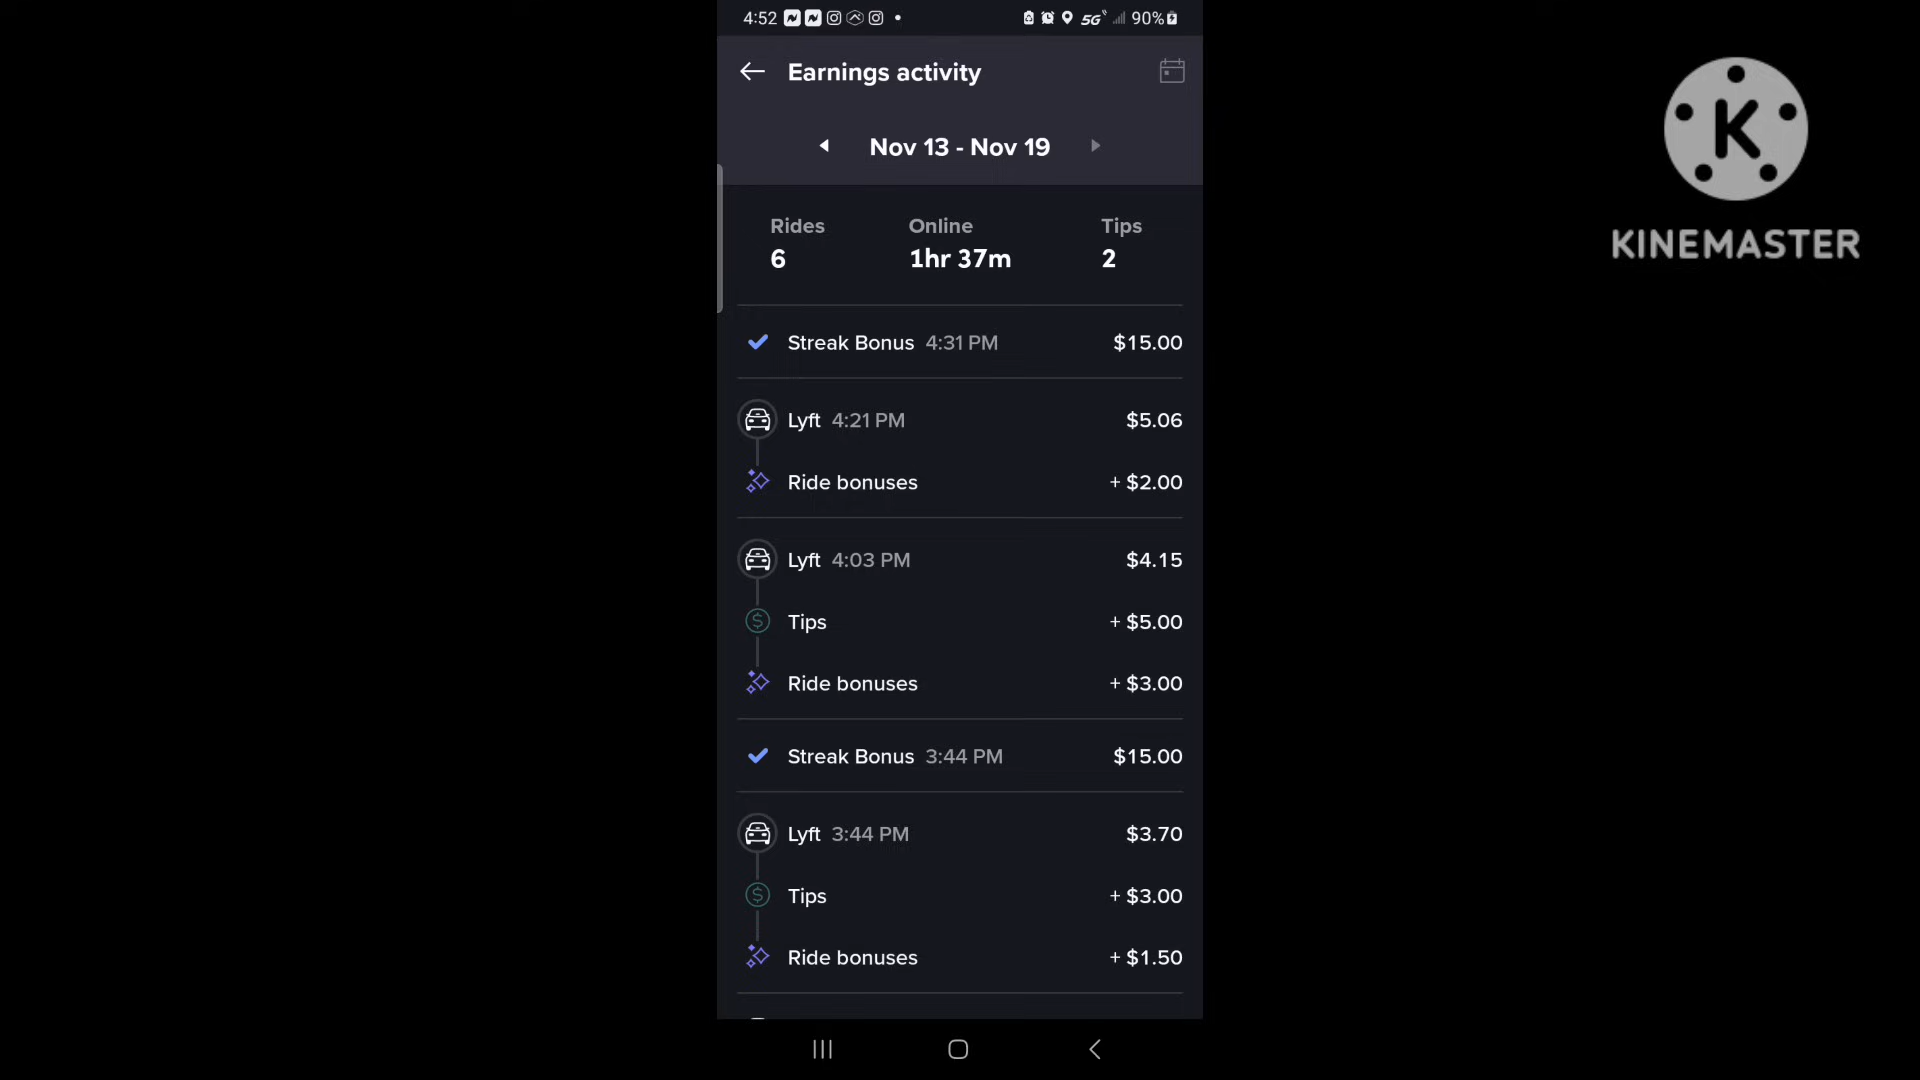 4:52 5G 90%
Earnings activity
Nov 13 - Nov 19
Rides Online Tips
6 1hr 37m 2
Streak Bonus 4:31 PM $15.00
Lyft 4:21 PM $5.06
Ride bonuses + $2.00
Lyft 4:03 PM $4.15
Tips + $5.00
Ride bonuses + $3.00
Streak Bonus 3:44 PM $15.00
Lyft 3:44 PM $3.70
Tips + $3.00
Ride bonuses + $1.50
K
KINEMASTER